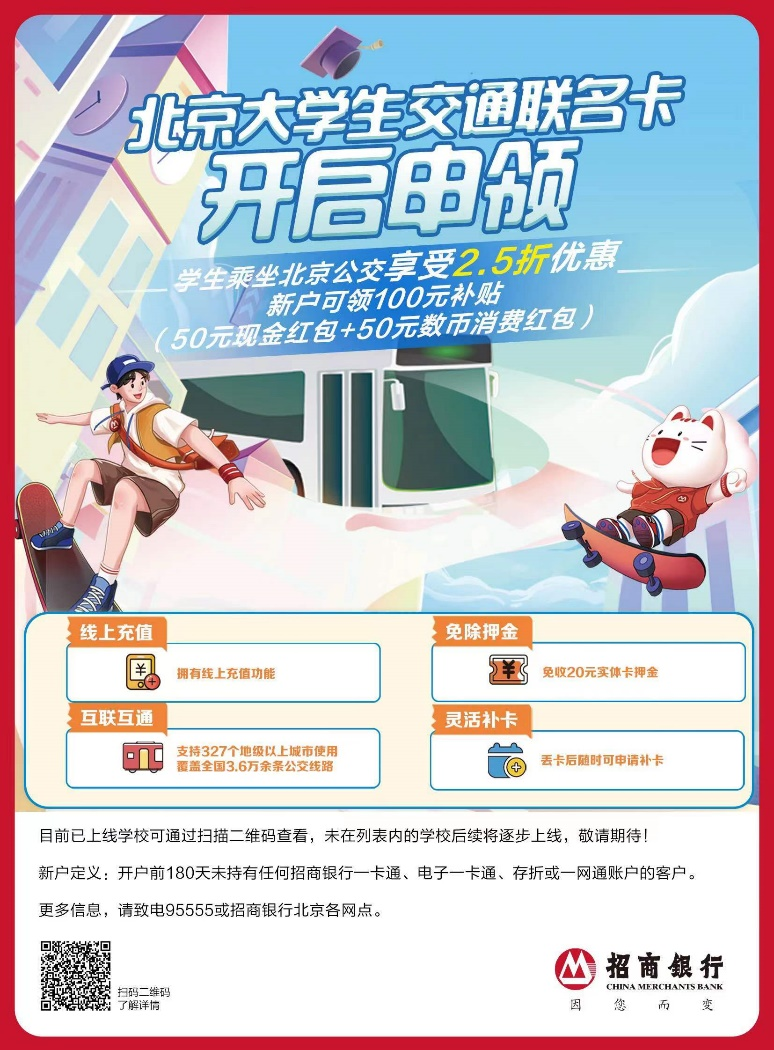 北京大学生交通联名卡
开启申领
学生乘坐北京公交享受2.5折优惠
新户可领100元补贴
（50元现金红包+50元数币消费红包）
线上充值
拥有线上充值功能
免除押金
免收20元实体卡押金
互联互通
支持327个地级以上城市使用
覆盖全国3.6万余条公交线路
灵活补卡
丢卡后随时可申请补卡
目前已上线学校可通过扫描二维码查看，未在列表内的学校后续将逐步上线，敬请期待！
新户定义：开户前180天未持有任何招商银行一卡通、电子一卡通、存折或一网通账户的客户。
更多信息，请致电95555或招商银行北京各网点。
扫码二维码
了解详情
招商银行
CHINA MERCHANTS BANK
因您而变